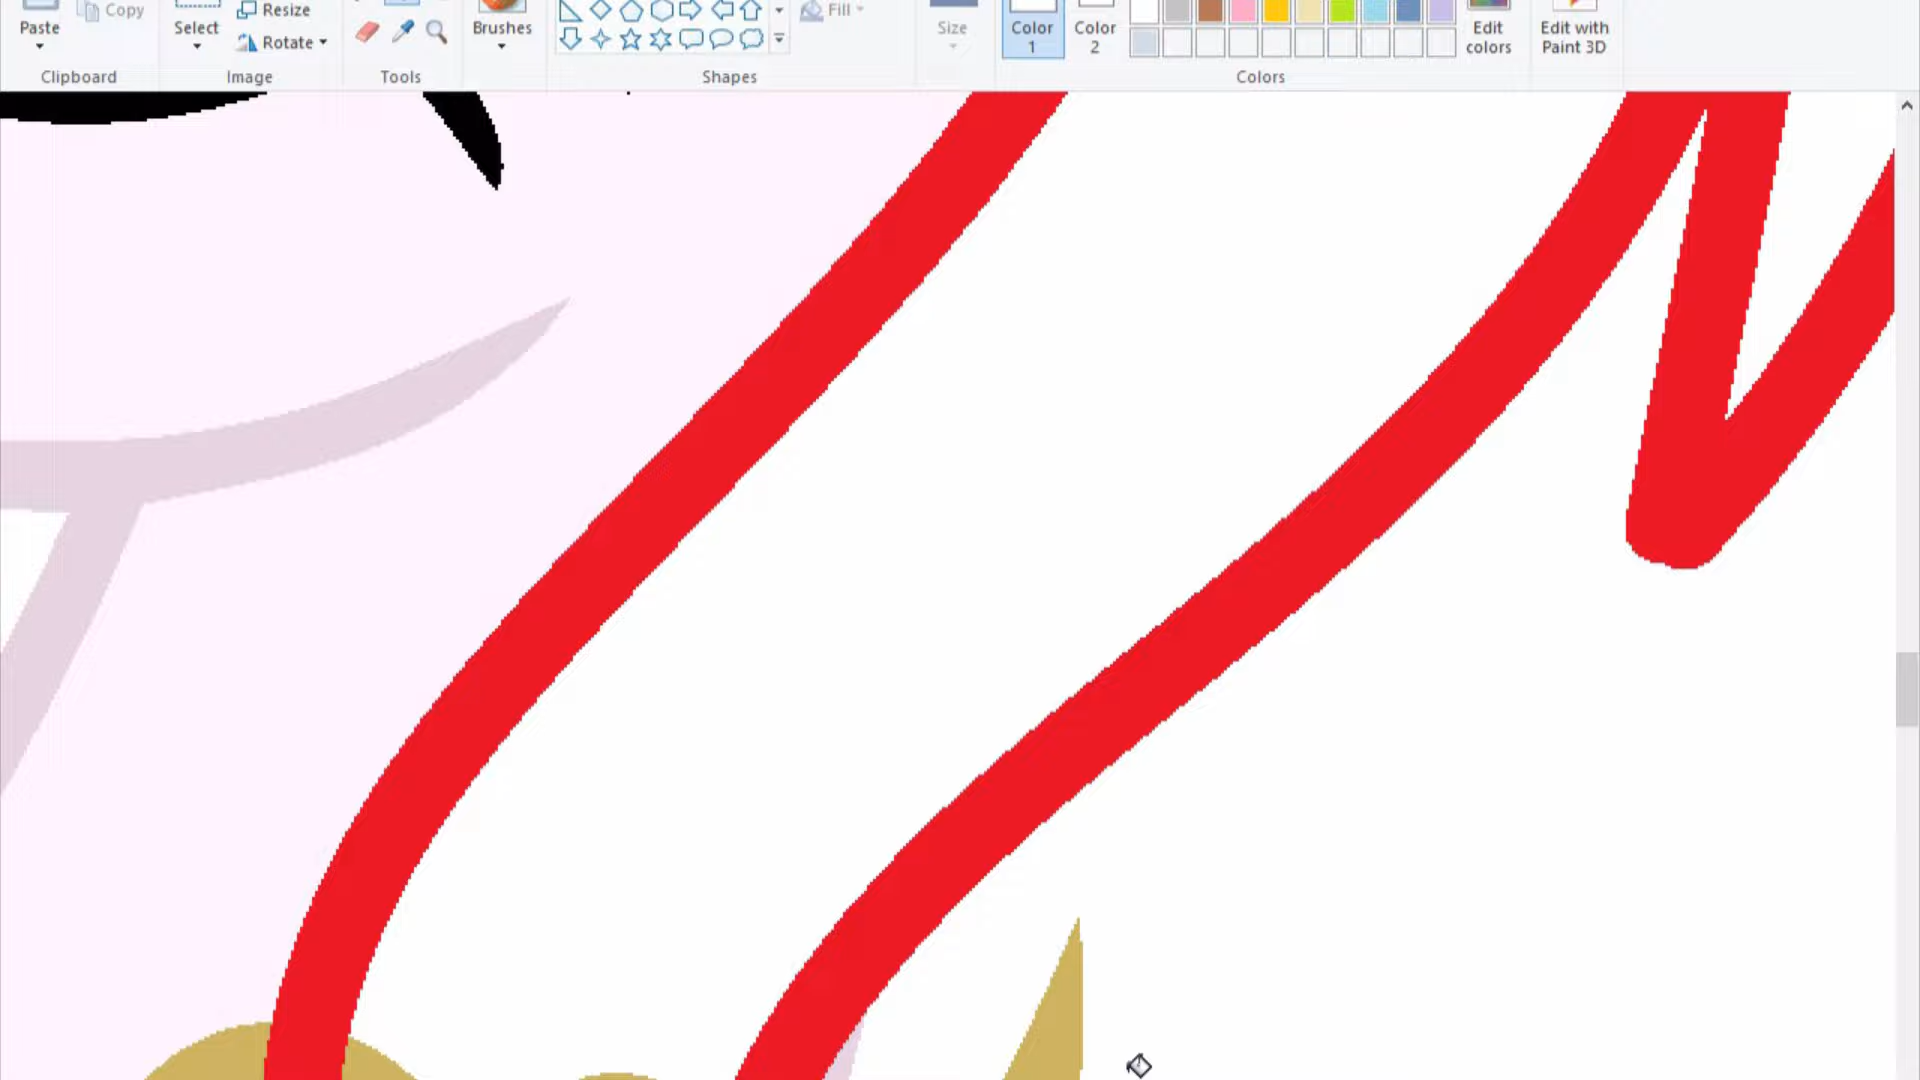 Paste
Copy
Clipboard
Select
Resize
Rotate
Image
Tools
Brushes
Shapes
Fill
Size
Color
1
Color
2
Colors
Edit
colors
Edit with
Paint 3D